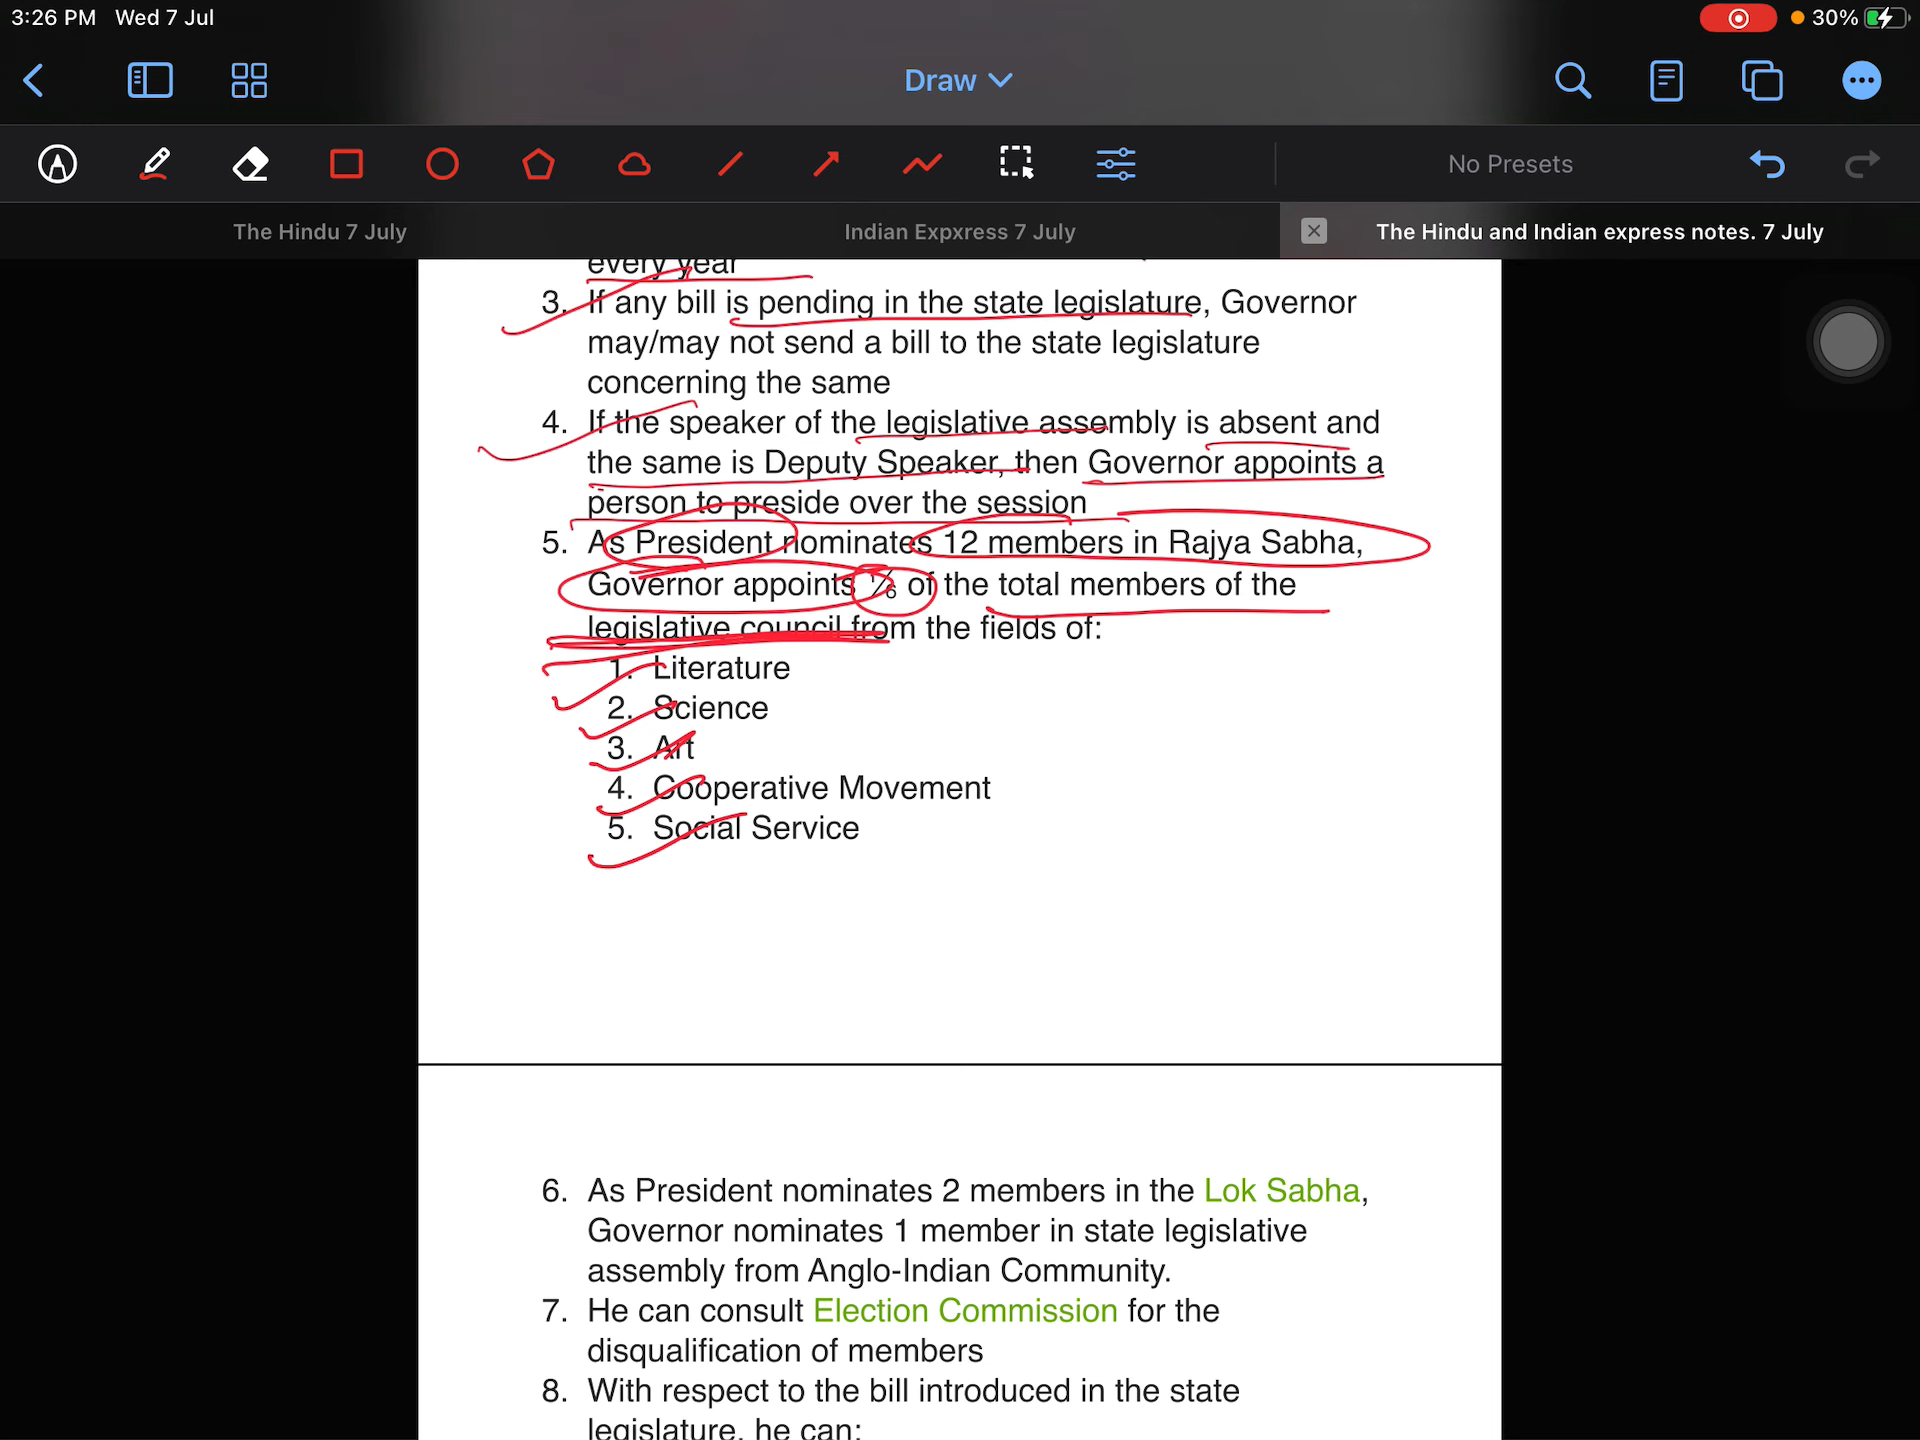 3:26 PM Wed 7 Jul
30%
Draw
No Presets
The Hindu 7 July
Indian Expxress 7 July
The Hindu and Indian express notes. 7 July
every year
3. If any bill is pending in the state legislature, Governor
may/may not send a bill to the state legislature
concerning the same
4. If the speaker of the legislative assembly is absent and
the same is Deputy Speaker, then Governor appoints a
person to preside over the session
5. As President nominates 12 members in Rajya Sabha,
Governor appoints ⅙ of the total members of the
legislative council from the fields of:
1. Literature
2. Science
3. Art
4. Cooperative Movement
5. Social Service
6. As President nominates 2 members in the Lok Sabha,
Governor nominates 1 member in state legislative
assembly from Anglo-Indian Community.
7. He can consult Election Commission for the
disqualification of members
8. With respect to the bill introduced in the state
legislature, he can: